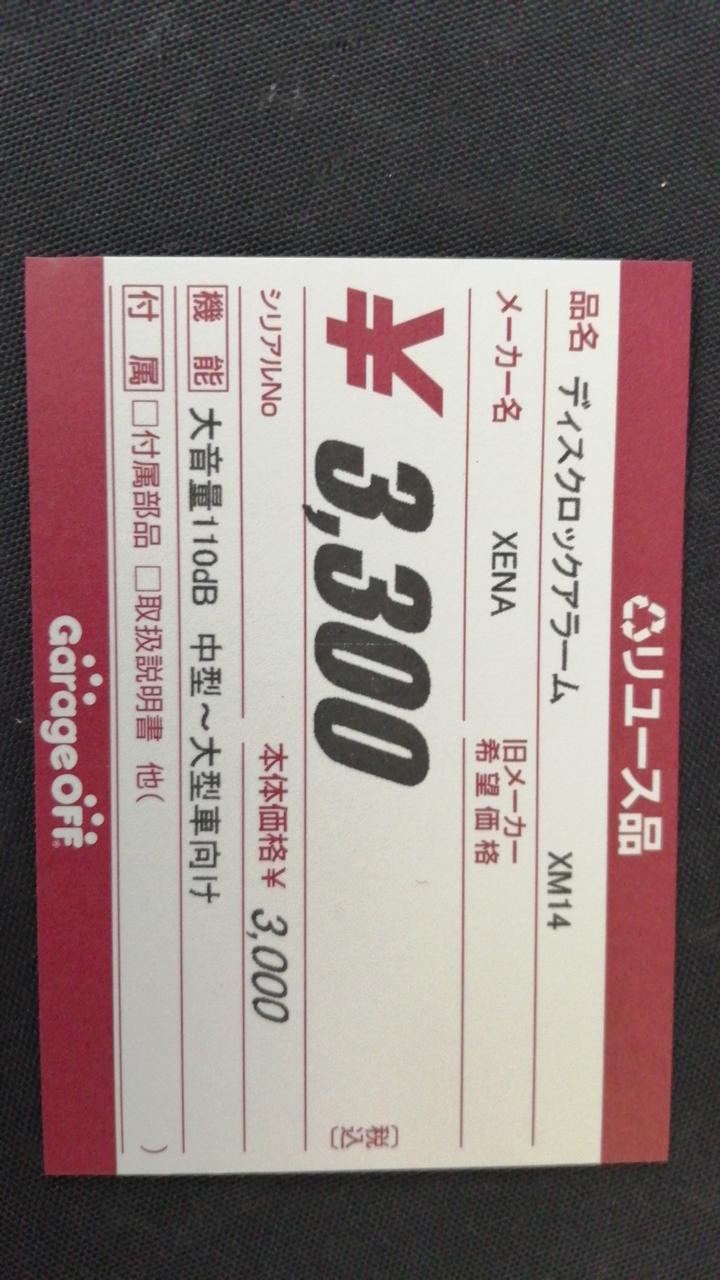 リユース品
品名 ディスクロックアラーム XM14
メーカー名 XENA 旧メーカー希望価格
¥ 3,300 〔税込〕
シリアルNo 本体価格¥ 3,000
機能 大音量110dB 中型~大型車向け
付属 □付属部品 □取扱説明書 他( )
GarageOFF